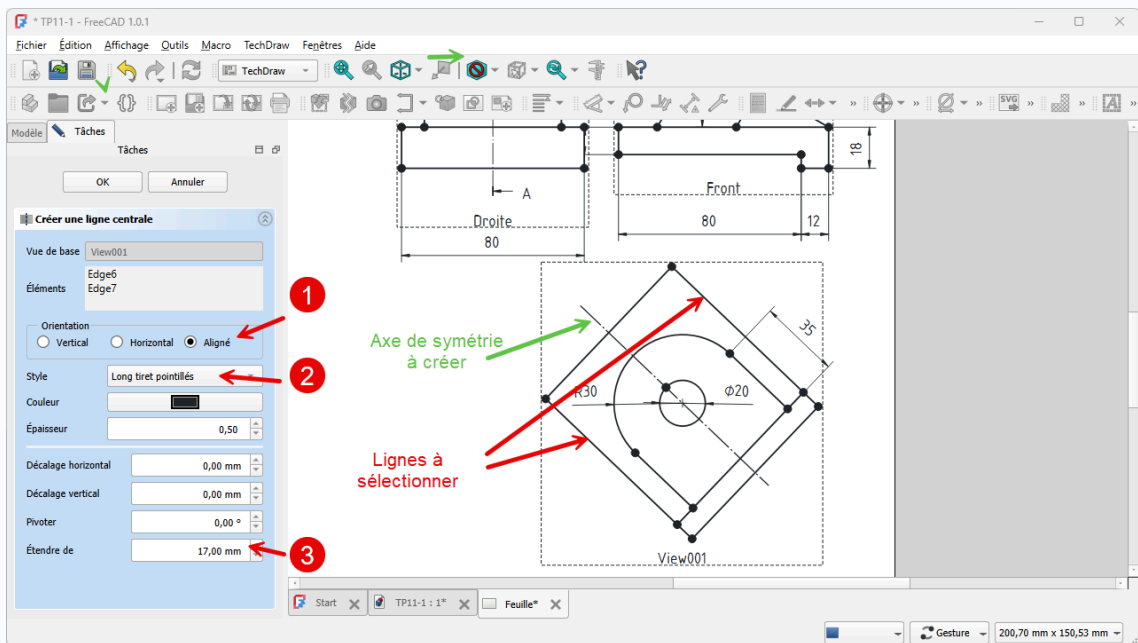 * TP11-1 - FreeCAD 1.0.1
Fichier Édition Affichage Outils Macro TechDraw Fenêtres Aide
TechDraw
SVG
A
Modèle Tâches
Tâches
OK Annuler
Créer une ligne centrale
Vue de base View001
Éléments
Edge6
Edge7
Orientation
Vertical Horizontal Aligné
Style Long tiret pointillés
Couleur
Épaisseur 0,50
Décalage horizontal 0,00 mm
Décalage vertical 0,00 mm
Pivoter 0,00 °
Étendre de 17,00 mm
1
2
3
A
Droite
80
Front
18
80 12
Axe de symétrie
à créer
35
R30
Φ20
Lignes à
sélectionner
View001
Start TP11-1 : 1* Feuille*
Gesture 200,70 mm x 150,53 mm